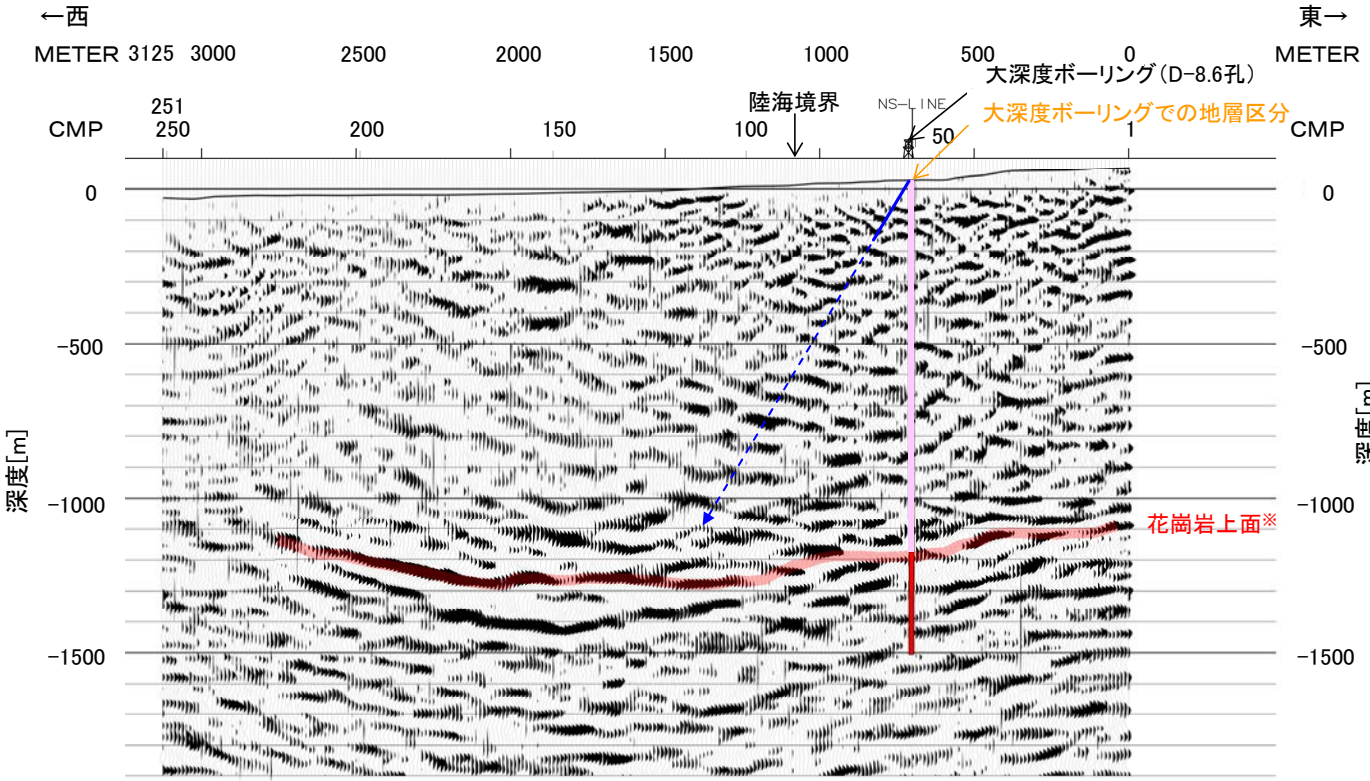 ←西
東→
METER 3125 3000 2500 2000 1500 1000 500 0 METER
大深度ボーリング(D-8.6孔)
251
陸海境界
NS-LINE
大深度ボーリングでの地層区分
CMP 250 200 150 100 50 1 CMP
0 0
-500 -500
深度[m]
深度[m]
-1000 -1000
花崗岩上面※
-1500 -1500